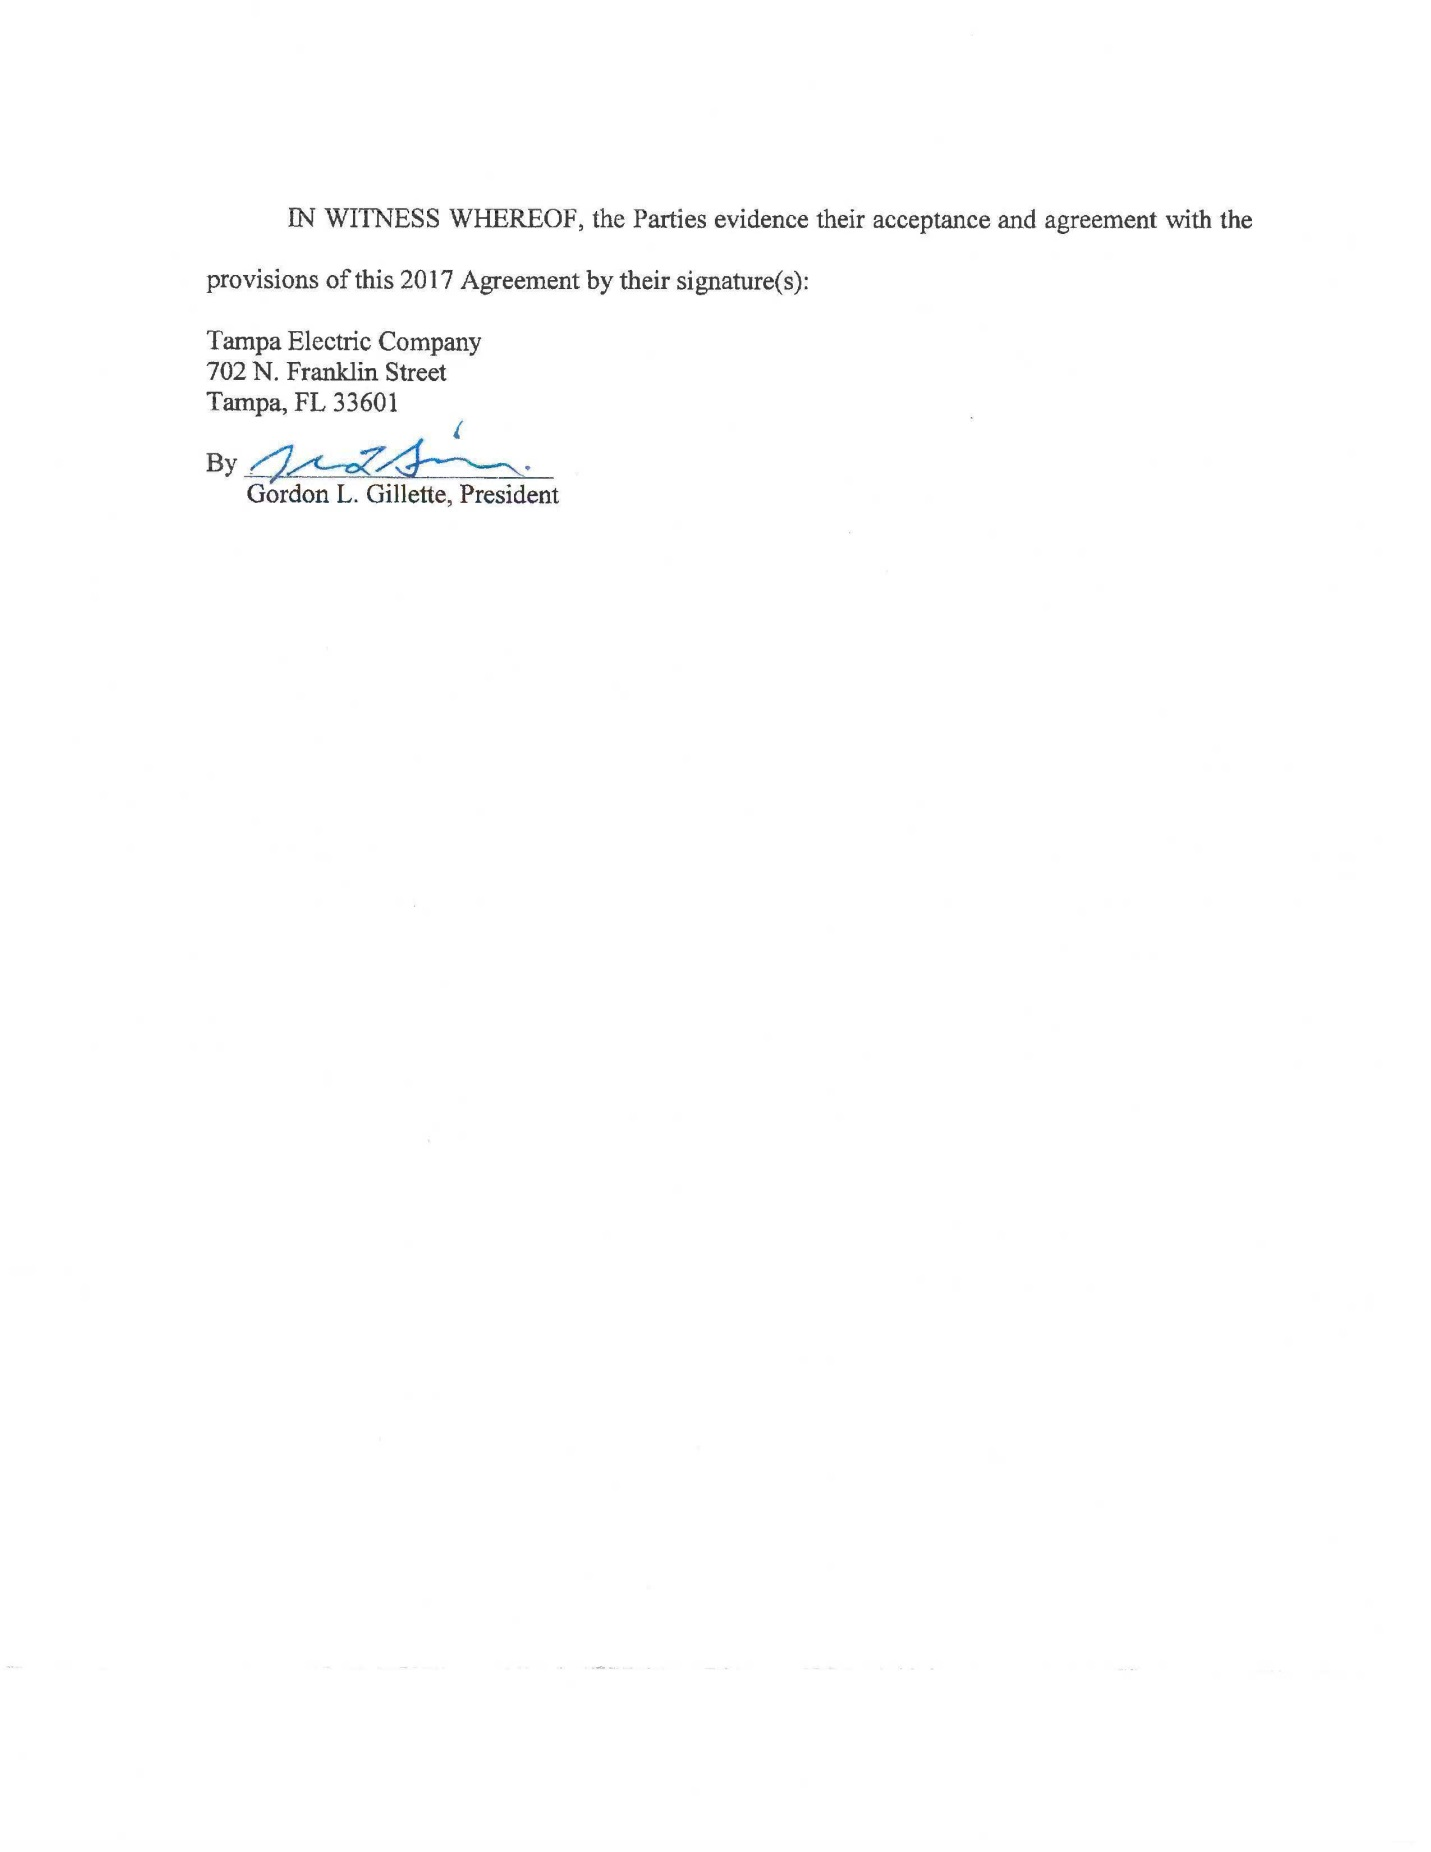 IN WITNESS WHEREOF, the Parties evidence their acceptance and agreement with the
provisions of this 2017 Agreement by their signature(s):
Tampa Electric Company
702 N. Franklin Street
Tampa, FL 33601
By
Gordon L. Gillette, President